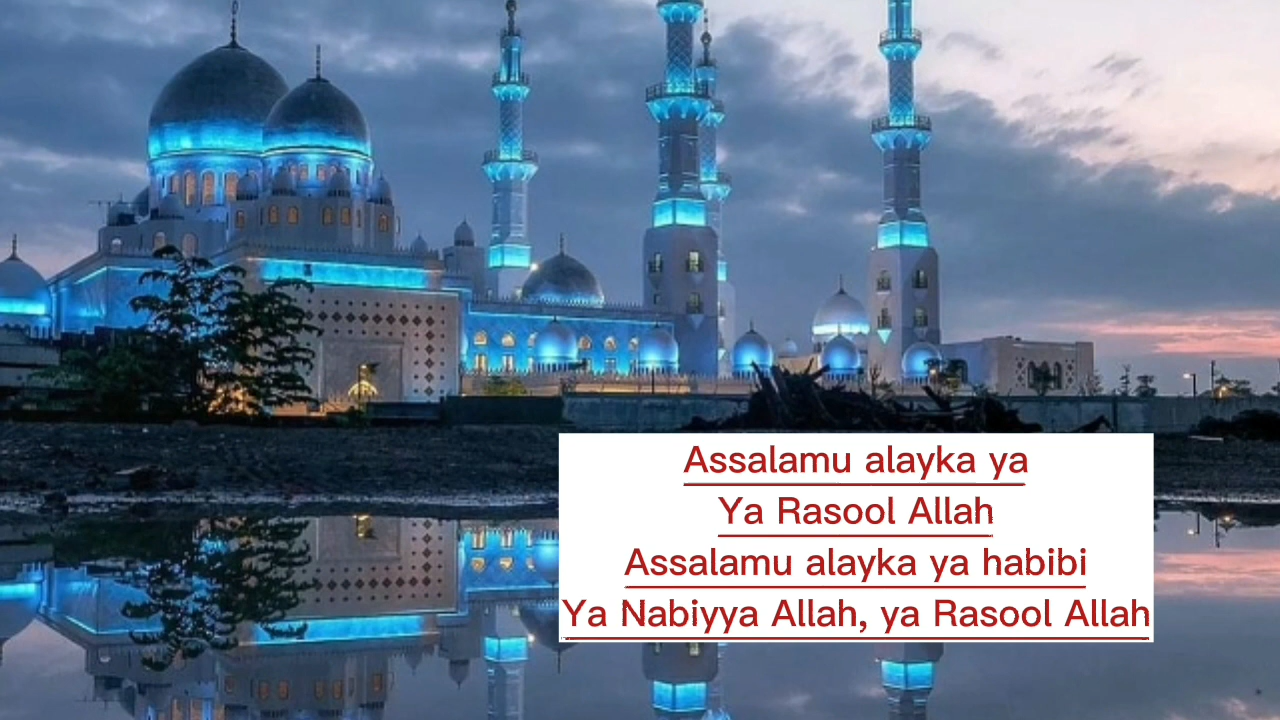 Assalamu alayka ya
Ya Rasool Allah
Assalamu alayka ya habibi
Ya Nabiyya Allah, ya Rasool Allah